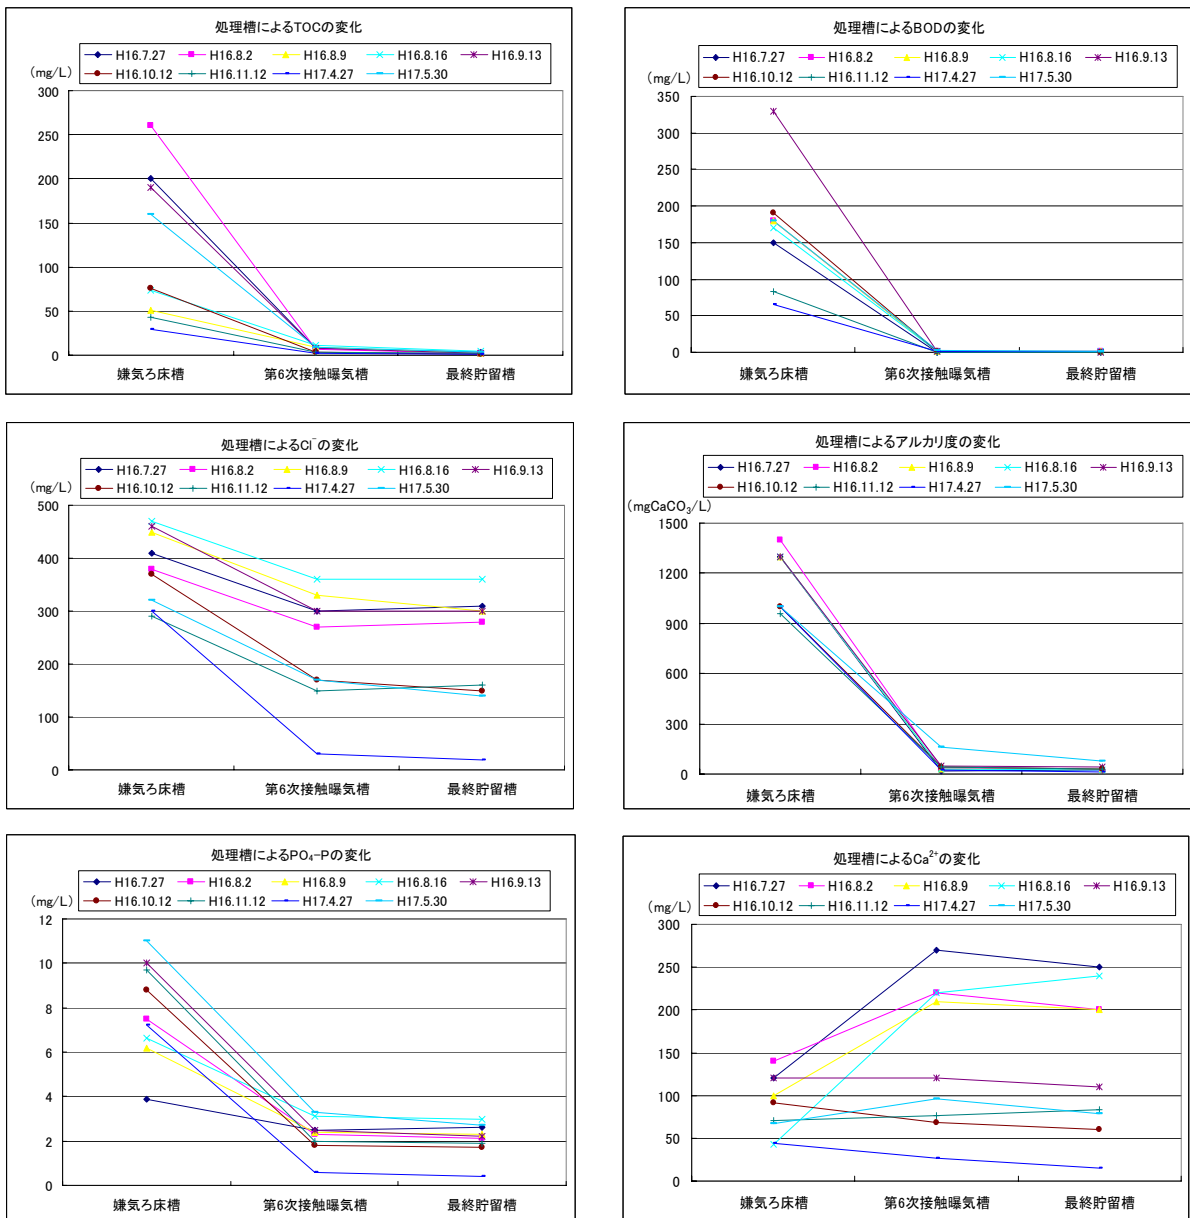 処理槽によるTOCの変化
H16.7.27 H16.8.2 H16.8.9 H16.8.16 H16.9.13
H16.10.12 H16.11.12 H17.4.27 H17.5.30
(mg/L)
300
250
200
150
100
50
0
嫌気ろ床槽 第6次接触曝気槽 最終貯留槽
処理槽によるBODの変化
H16.7.27 H16.8.2 H16.8.9 H16.8.16 H16.9.13
H16.10.12 H16.11.12 H17.4.27 H17.5.30
(mg/L)
350
300
250
200
150
100
50
0
嫌気ろ床槽 第6次接触曝気槽 最終貯留槽
処理槽によるCl⁻の変化
H16.7.27 H16.8.2 H16.8.9 H16.8.16 H16.9.13
H16.10.12 H16.11.12 H17.4.27 H17.5.30
(mg/L)
500
400
300
200
100
0
嫌気ろ床槽 第6次接触曝気槽 最終貯留槽
処理槽によるアルカリ度の変化
H16.7.27 H16.8.2 H16.8.9 H16.8.16 H16.9.13
H16.10.12 H16.11.12 H17.4.27 H17.5.30
(mgCaCO₃/L)
1500
1200
900
600
300
0
嫌気ろ床槽 第6次接触曝気槽 最終貯留槽
処理槽によるPO₄-Pの変化
H16.7.27 H16.8.2 H16.8.9 H16.8.16 H16.9.13
H16.10.12 H16.11.12 H17.4.27 H17.5.30
(mg/L)
12
10
8
6
4
2
0
嫌気ろ床槽 第6次接触曝気槽 最終貯留槽
処理槽によるCa²⁺の変化
H16.7.27 H16.8.2 H16.8.9 H16.8.16 H16.9.13
H16.10.12 H16.11.12 H17.4.27 H17.5.30
(mg/L)
300
250
200
150
100
50
0
嫌気ろ床槽 第6次接触曝気槽 最終貯留槽